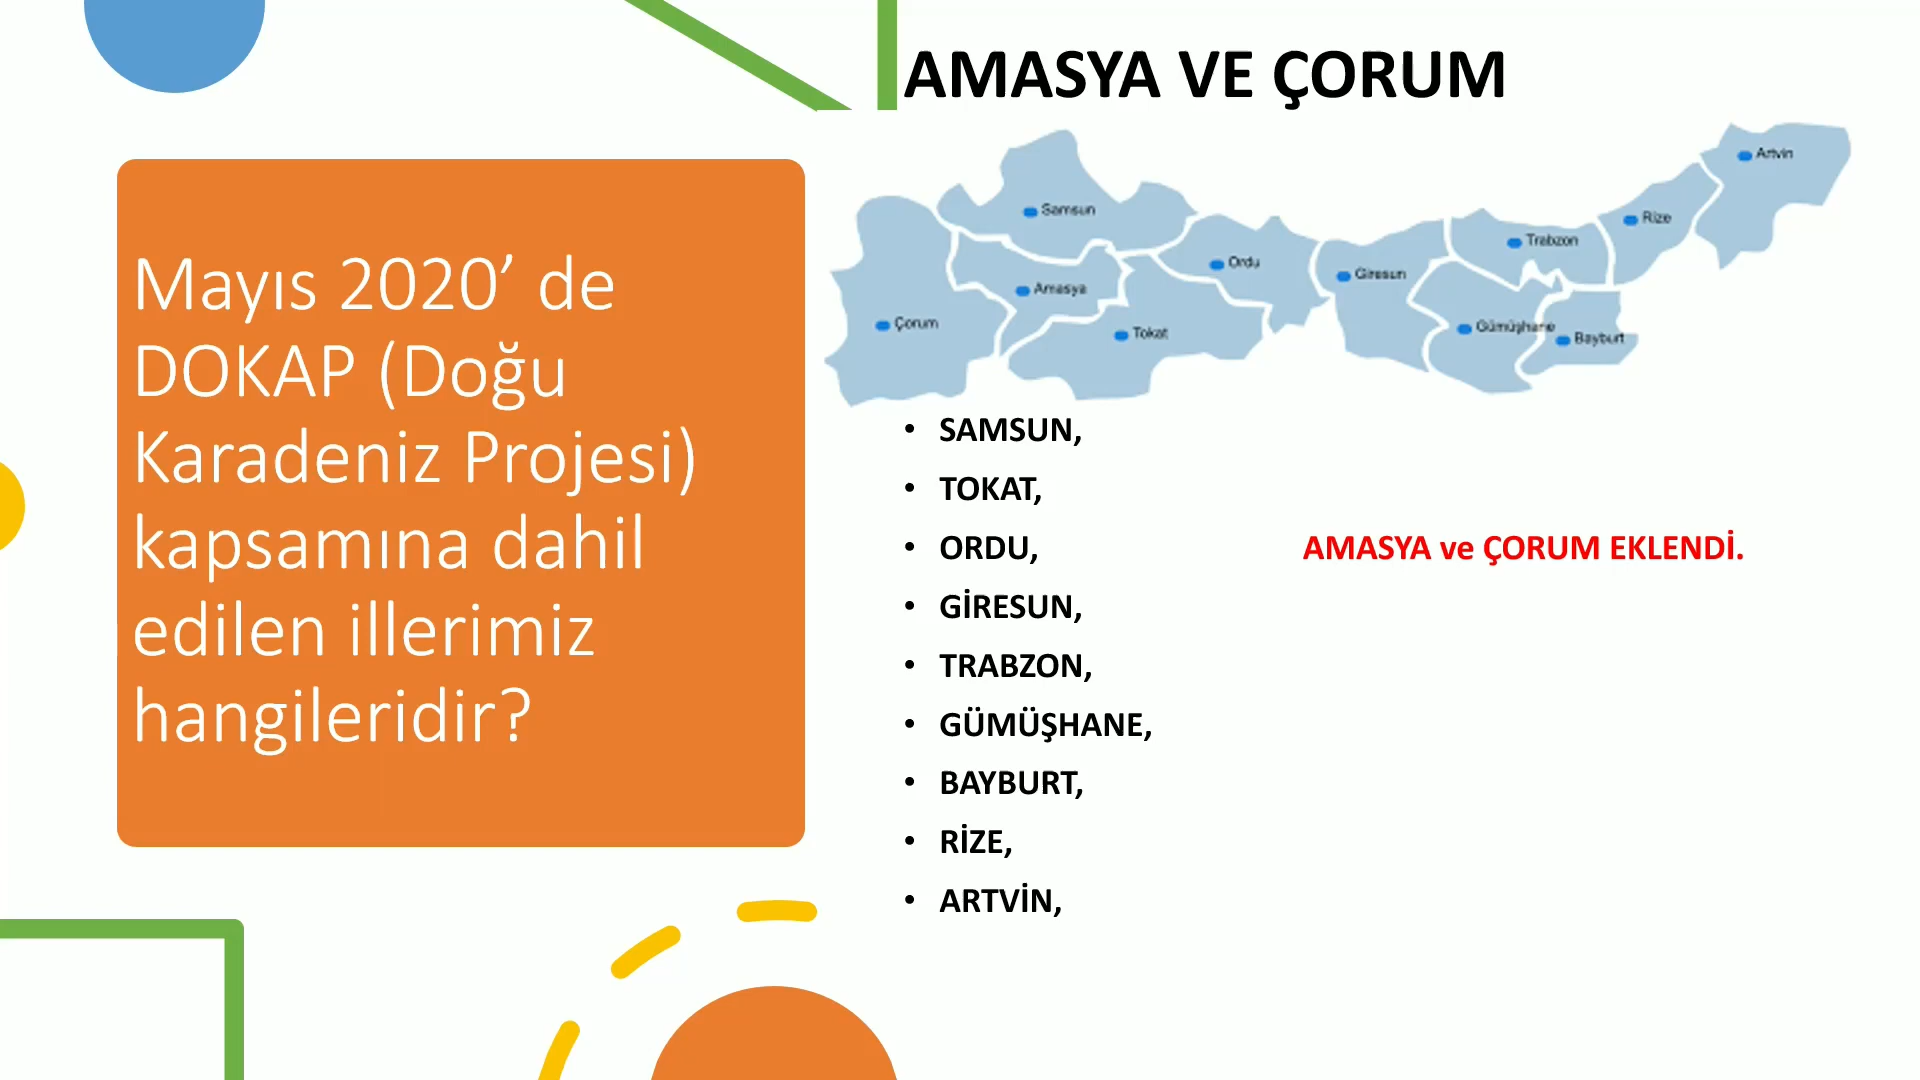 AMASYA VE ÇORUM
Mayıs 2020’ de
DOKAP (Doğu
Karadeniz Projesi)
kapsamına dahil
edilen illerimiz
hangileridir?
Artvin
Samsun
Rize
Trabzon
Ordu
Giresun
Amasya
Çorum
Tokat
Gümüşhane
Bayburt
• SAMSUN,
• TOKAT,
• ORDU,
AMASYA ve ÇORUM EKLENDİ.
• GİRESUN,
• TRABZON,
• GÜMÜŞHANE,
• BAYBURT,
• RİZE,
• ARTVİN,